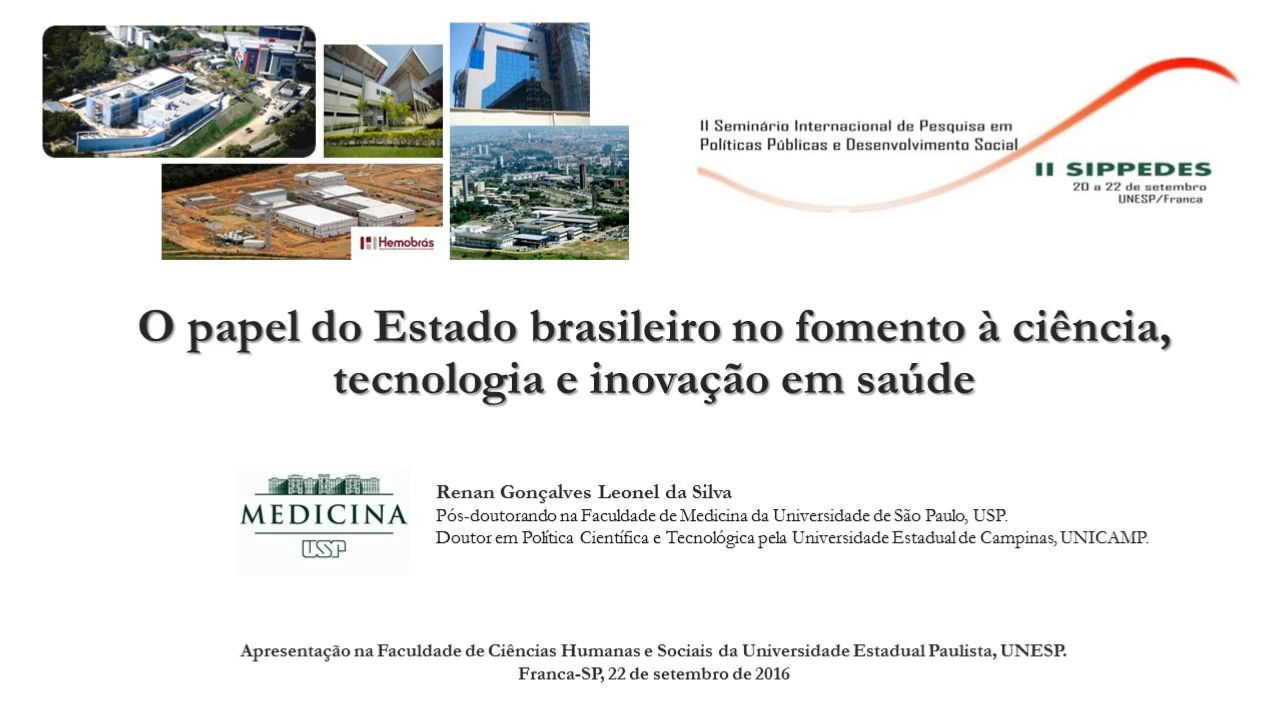 Hemobrás
II Seminário Internacional de Pesquisa em
Políticas Públicas e Desenvolvimento Social
II SIPPEDES
20 a 22 de setembro
UNESP/Franca
O papel do Estado brasileiro no fomento à ciência,
tecnologia e inovação em saúde
MEDICINA
USP
Renan Gonçalves Leonel da Silva
Pós-doutorando na Faculdade de Medicina da Universidade de São Paulo, USP.
Doutor em Política Científica e Tecnológica pela Universidade Estadual de Campinas, UNICAMP.
Apresentação na Faculdade de Ciências Humanas e Sociais da Universidade Estadual Paulista, UNESP.
Franca-SP, 22 de setembro de 2016